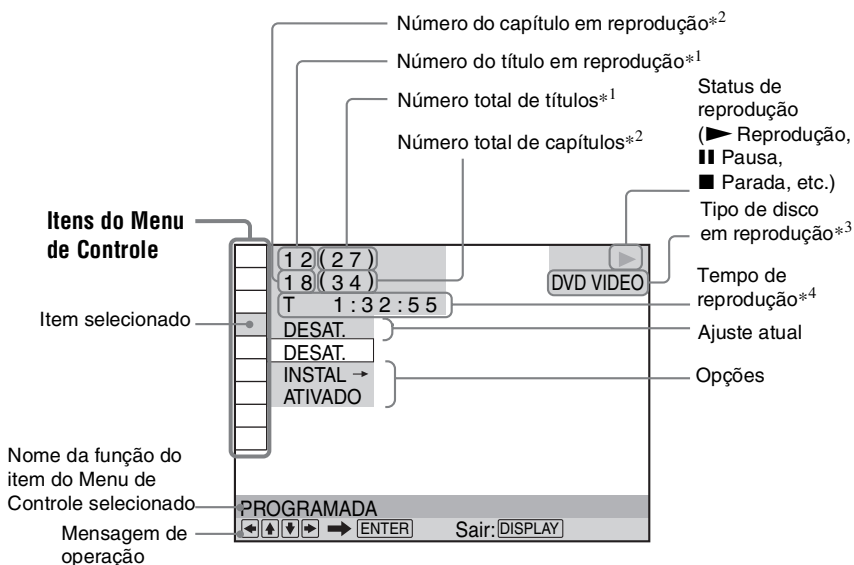 Número do capítulo em reprodução*2
Número do título em reprodução*1
Número total de títulos*1
Número total de capítulos*2
Status de
reprodução
(► Reprodução,
❚❚ Pausa,
■ Parada, etc.)
Tipo de disco
em reprodução*3
Tempo de
reprodução*4
Ajuste atual
Opções
Itens do Menu
de Controle
Item selecionado
Nome da função do
item do Menu de
Controle selecionado
Mensagem de
operação
12(27)
18(34)
T 1:32:55
►
DVD VIDEO
DESAT.
DESAT.
INSTAL →
ATIVADO
PROGRAMADA
←↑↓→ ➡ ENTER Sair: DISPLAY